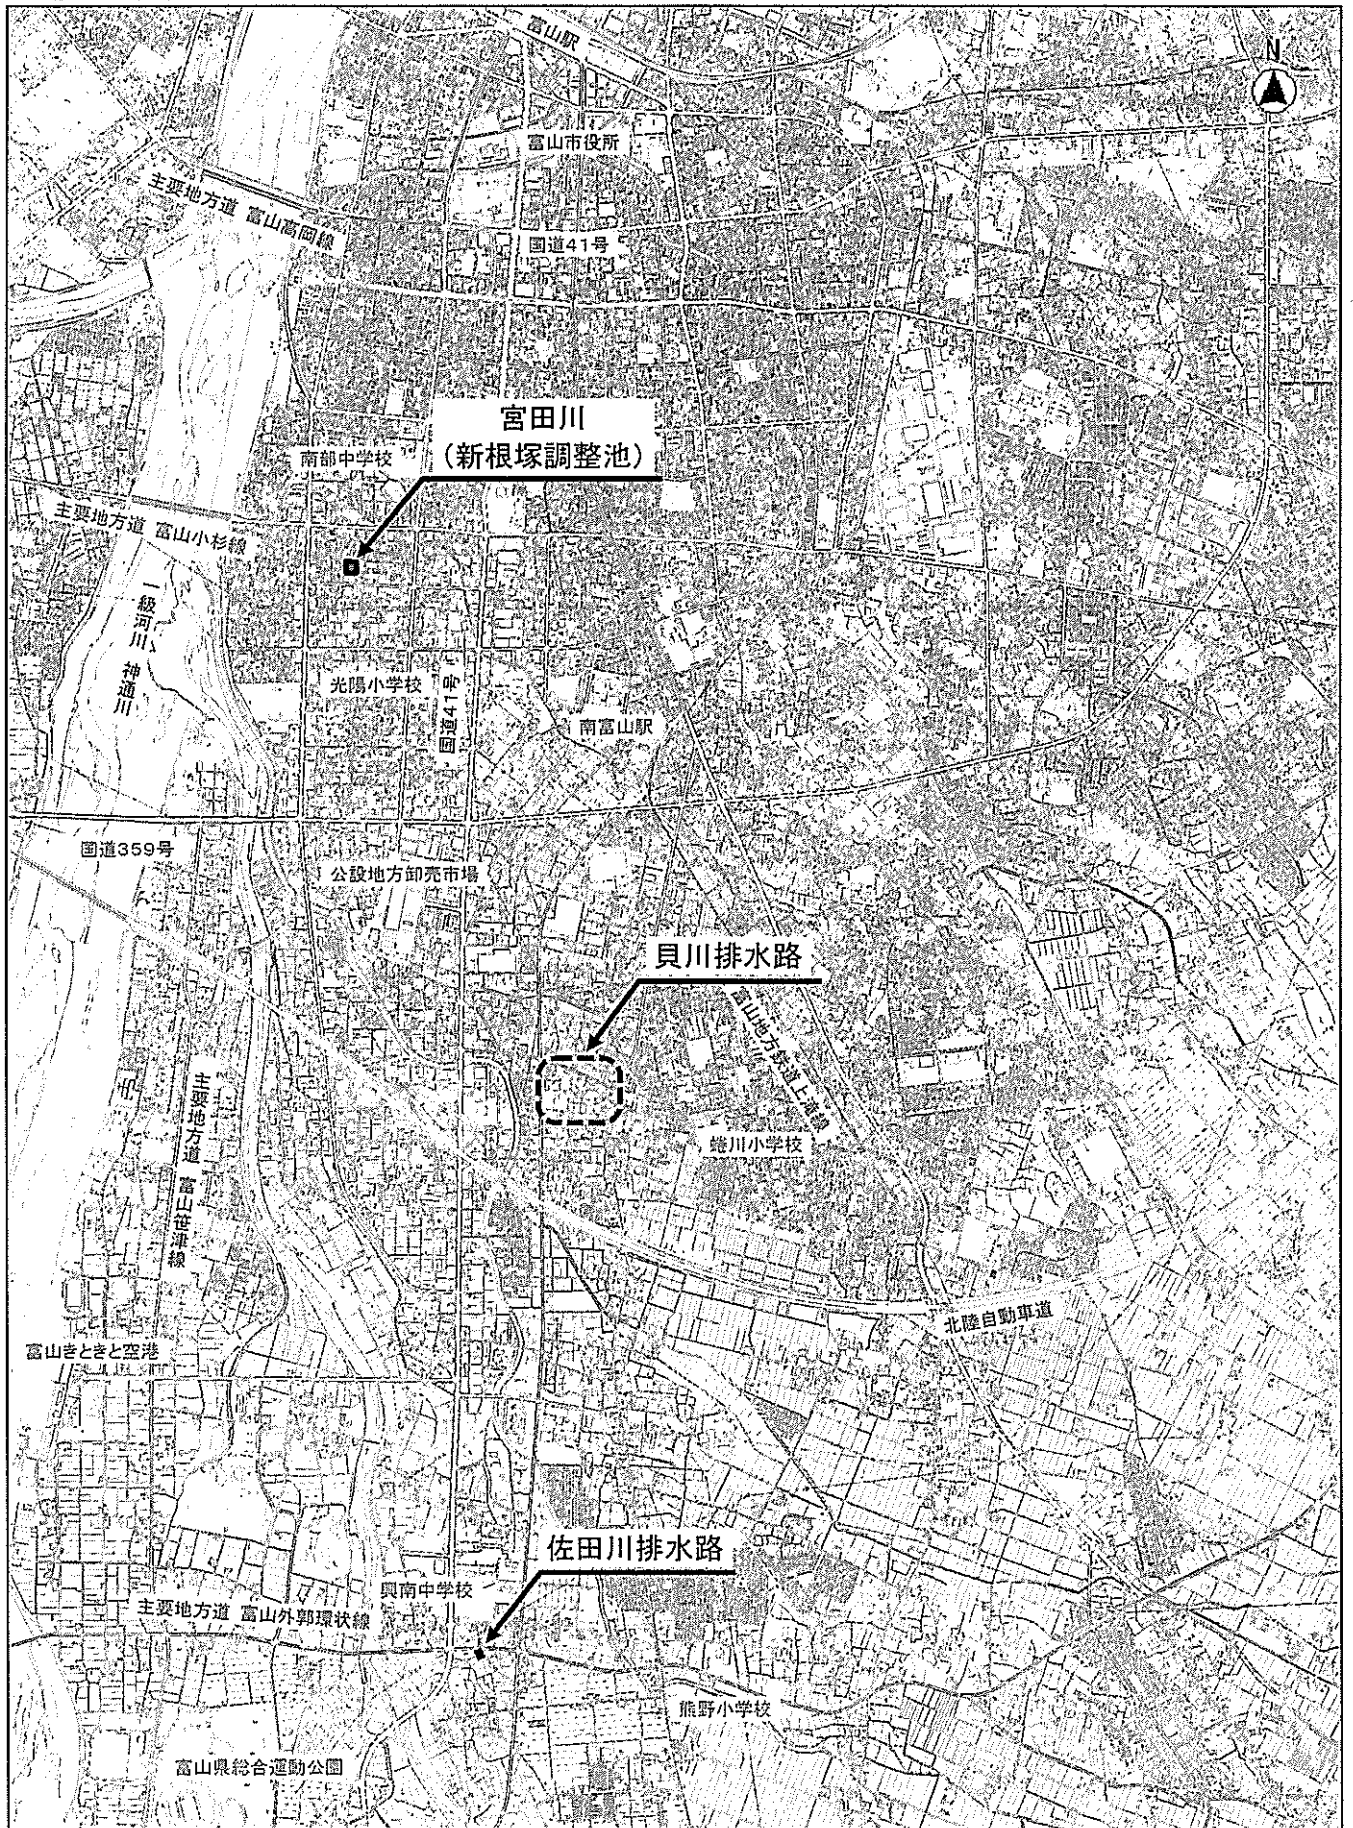 富山駅
N
富山市役所
主要地方道 富山高岡線
国道41号
宮田川
(新根塚調整池)
南部中学校
主要地方道 富山小杉線
一級河川 神通川
光陽小学校
国道41号
南富山駅
国道359号
公設地方卸売市場
貝川排水路
富山地方鉄道上滝線
主要地方道 富山笹津線
蜷川小学校
北陸自動車道
富山きときと空港
佐田川排水路
興南中学校
主要地方道 富山外郭環状線
熊野小学校
富山県総合運動公園